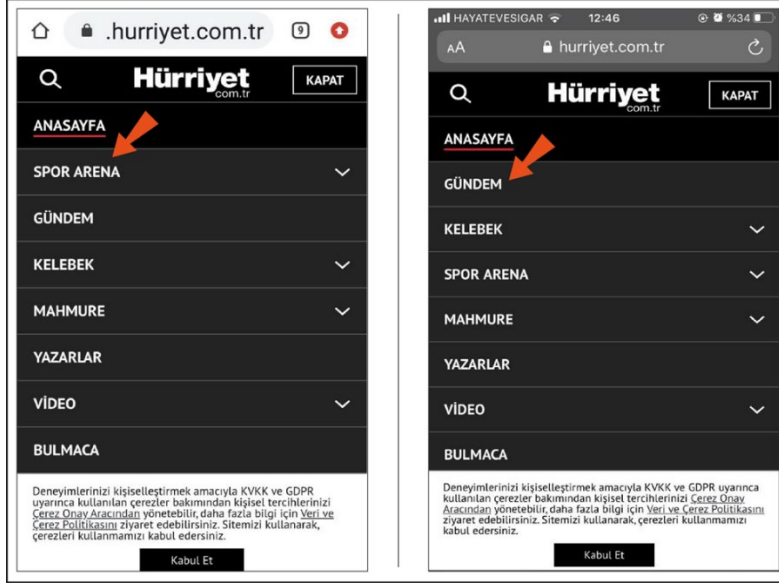 .hurriyet.com.tr 9
Hürriyet
com.tr
KAPAT
ANASAYFA
SPOR ARENA
GÜNDEM
KELEBEK
MAHMURE
YAZARLAR
VİDEO
BULMACA
Deneyimlerinizi kişiselleştirmek amacıyla KVKK ve GDPR
uyarınca kullanılan çerezler bakımından kişisel tercihlerinizi
Çerez Onay Aracından yönetebilir, daha fazla bilgi için Veri ve
Çerez Politikasını ziyaret edebilirsiniz. Sitemizi kullanarak,
çerezleri kullanmamızı kabul edersiniz.
Kabul Et
HAYATEVESIGAR 12:46 %34
AA hurriyet.com.tr
Hürriyet
com.tr
KAPAT
ANASAYFA
GÜNDEM
KELEBEK
SPOR ARENA
MAHMURE
YAZARLAR
VİDEO
BULMACA
Deneyimlerinizi kişiselleştirmek amacıyla KVKK ve GDPR uyarınca
kullanılan çerezler bakımından kişisel tercihlerinizi Çerez Onay
Aracından yönetebilir, daha fazla bilgi için Veri ve Çerez Politikasını
ziyaret edebilirsiniz. Sitemizi kullanarak, çerezleri kullanmamızı
kabul edersiniz.
Kabul Et